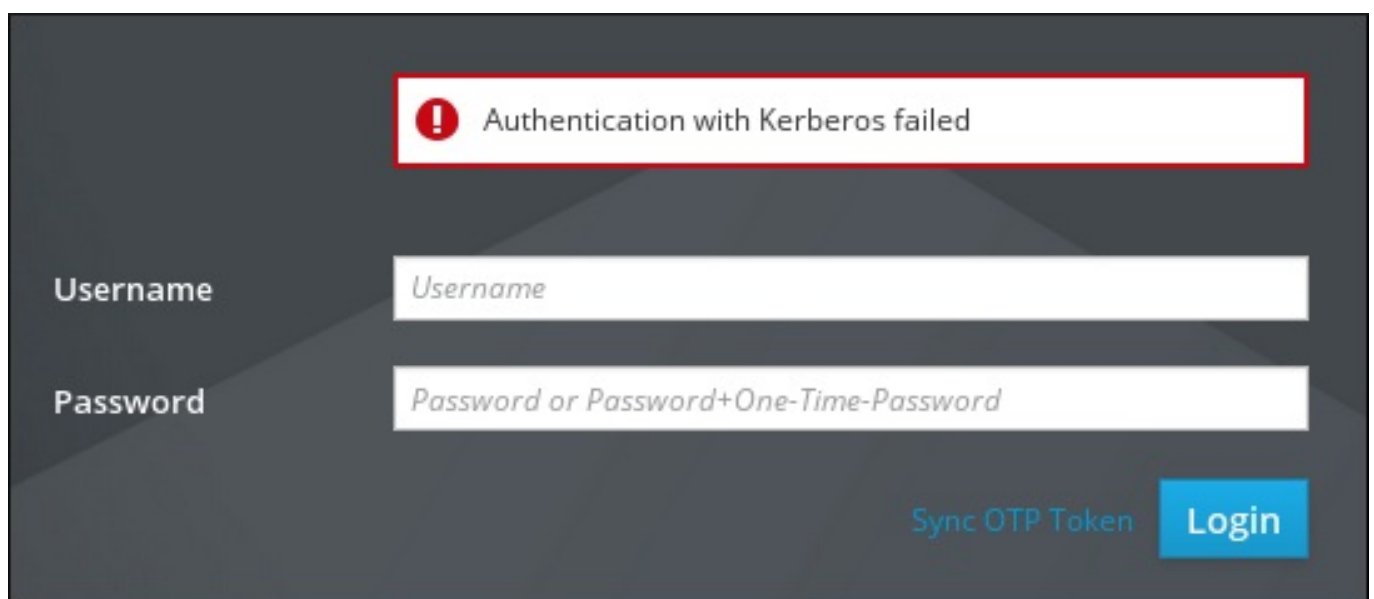 Authentication with Kerberos failed
Username Username
Password Password or Password+One-Time-Password
Sync OTP Token Login